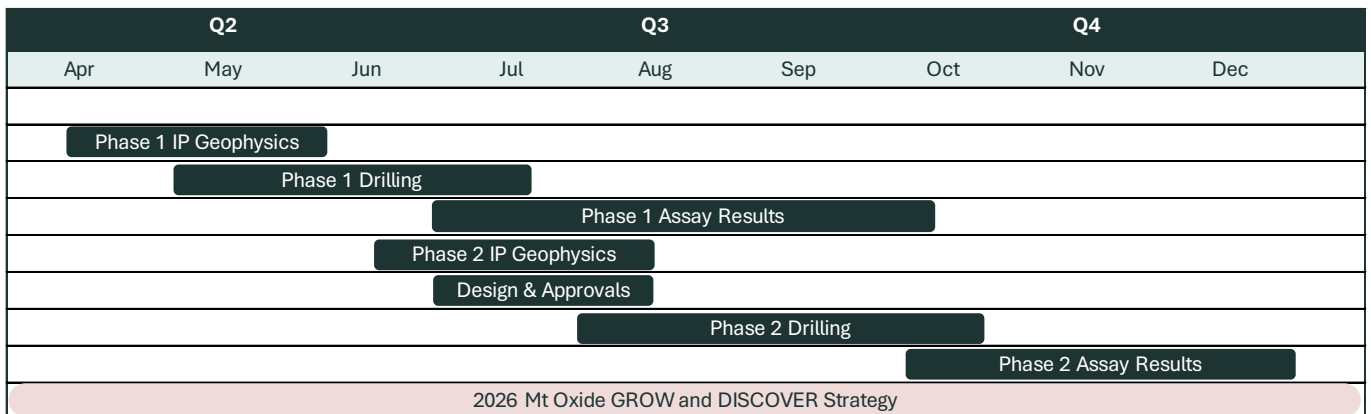 Q2 Q3 Q4
Apr May Jun Jul Aug Sep Oct Nov Dec
Phase 1 IP Geophysics
Phase 1 Drilling
Phase 1 Assay Results
Phase 2 IP Geophysics
Design & Approvals
Phase 2 Drilling
Phase 2 Assay Results
2026 Mt Oxide GROW and DISCOVER Strategy